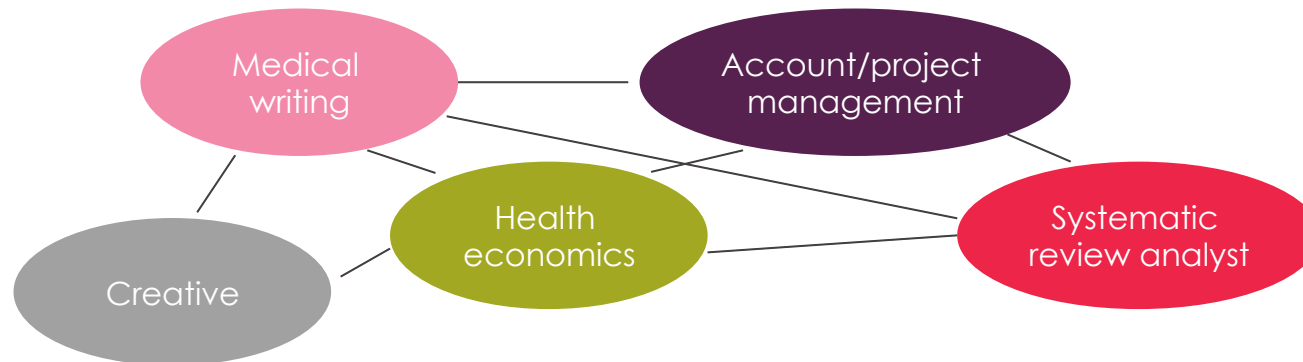 Medical
writing
Account/project
management
Health
economics
Systematic
review analyst
Creative